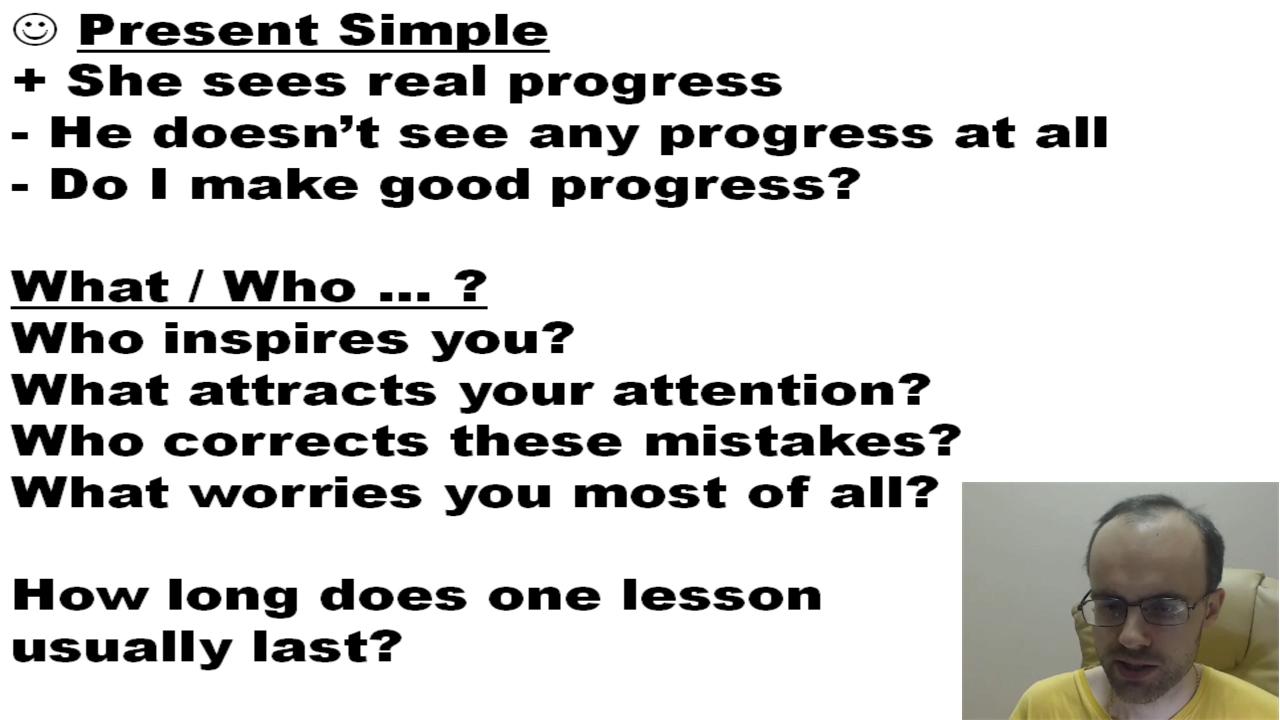 ☺ Present Simple
+ She sees real progress
- He doesn’t see any progress at all
- Do I make good progress?
What / Who ... ?
Who inspires you?
What attracts your attention?
Who corrects these mistakes?
What worries you most of all?
How long does one lesson
usually last?